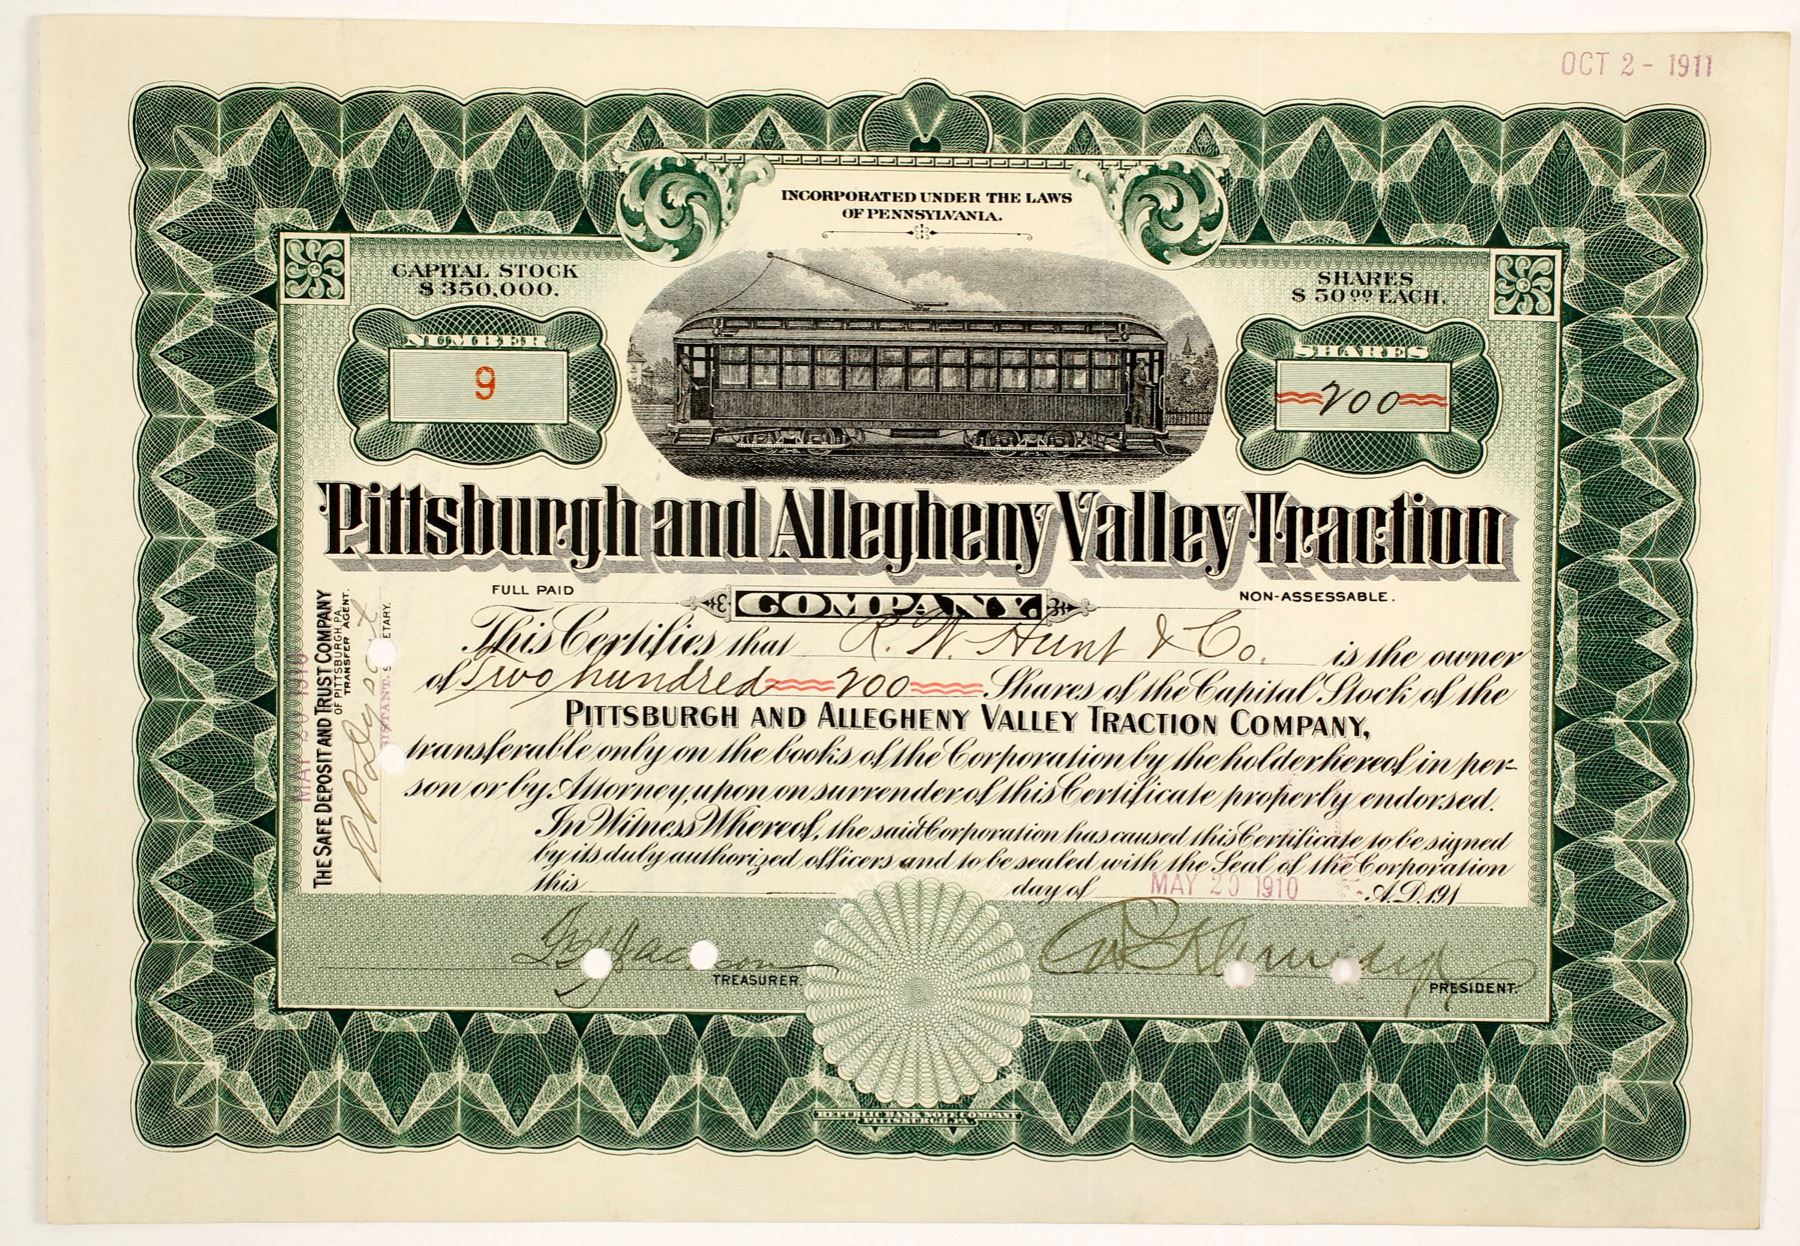 OCT 2 - 1911
INCORPORATED UNDER THE LAWS
OF PENNSYLVANIA.
CAPITAL STOCK
$350,000.
SHARES
$50 00 EACH.
NUMBER
9
SHARES
200
Pittsburgh and Allegheny Valley Traction
FULL PAID
COMPANY.
NON-ASSESSABLE.
This Certifies that R. W. Hunt & Co. is the owner
of Two hundred 200 Shares of the Capital Stock of the
PITTSBURGH AND ALLEGHENY VALLEY TRACTION COMPANY,
transferable only on the books of the Corporation by the holder hereof in per-
son or by Attorney, upon on surrender of this Certificate properly endorsed.
In Witness Whereof, the said Corporation has caused this Certificate to be signed
by its duly authorized officers and to be sealed with the Seal of the Corporation
this day of MAY 20 1910 A.D. 191
TREASURER.
PRESIDENT.
THE SAFE DEPOSIT AND TRUST COMPANY
OF PITTSBURGH, PA.
TRANSFER AGENT.
REPUBLIC BANK NOTE COMPANY
PITTSBURGH, PA.